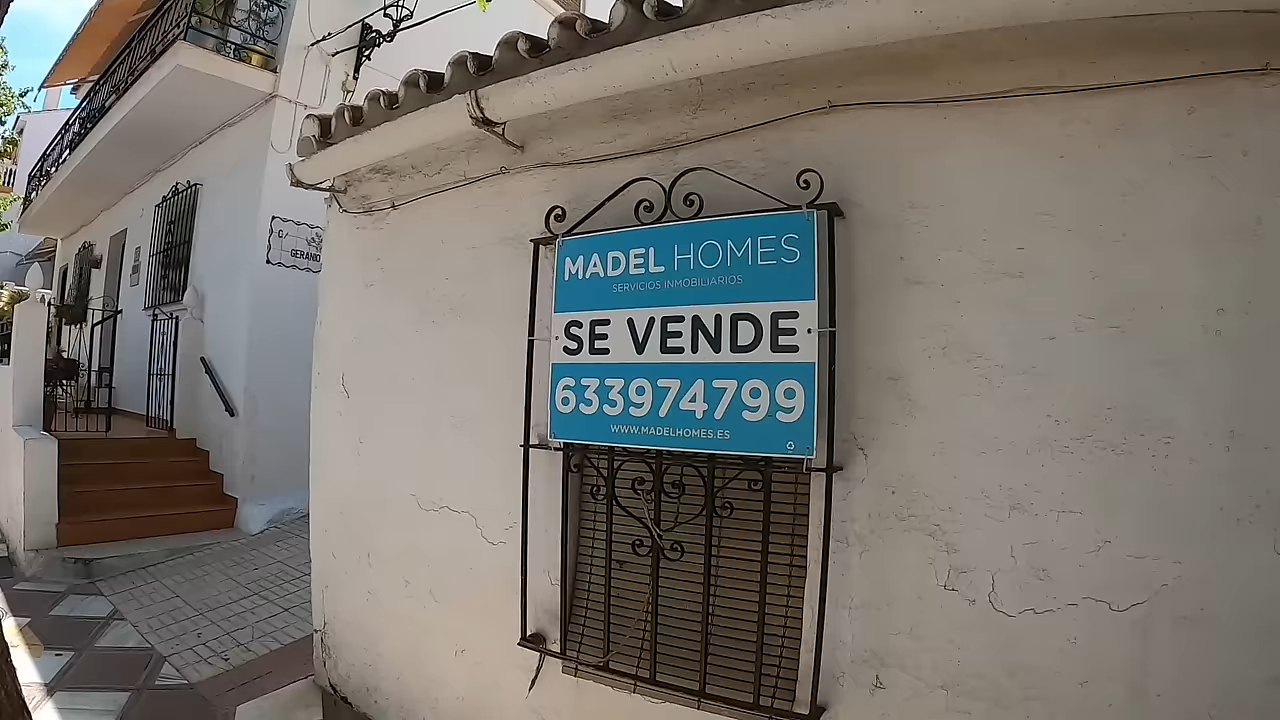 C/
GERANIO
MADEL HOMES
SERVICIOS INMOBILIARIOS
SE VENDE
633974799
WWW.MADELHOMES.ES